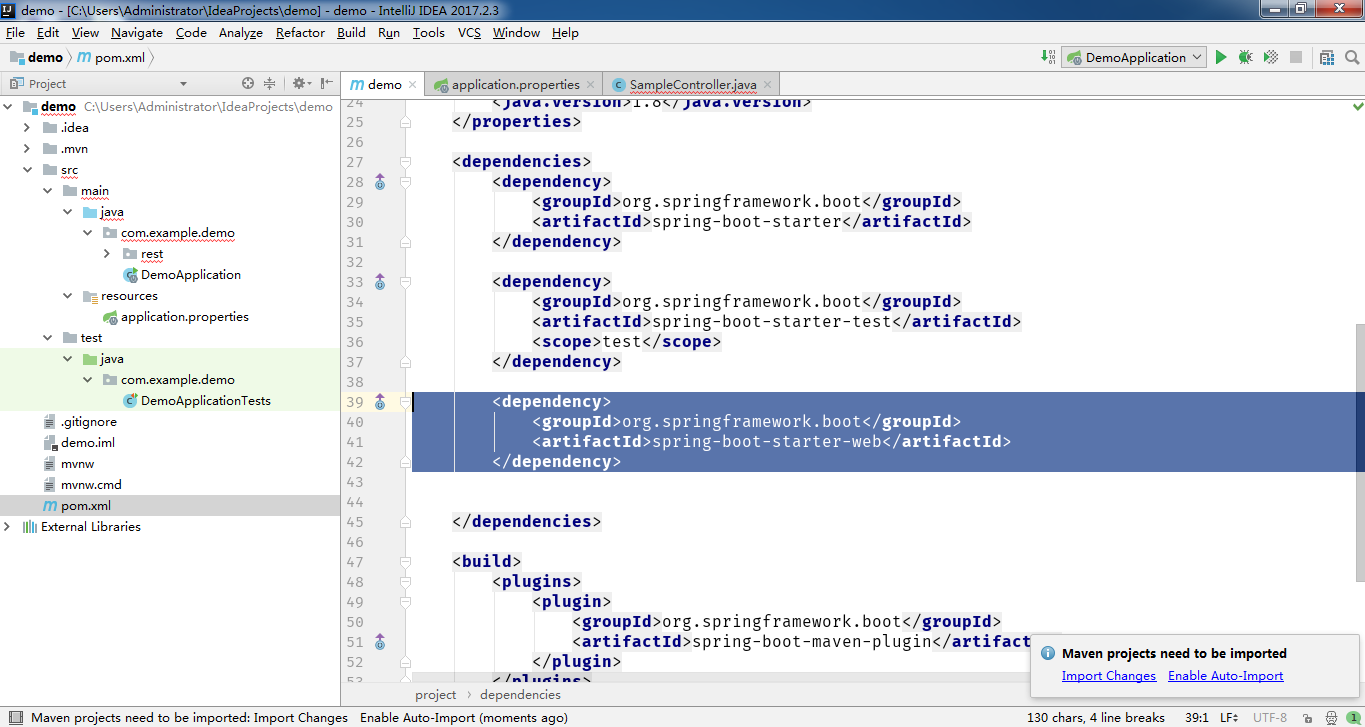 demo - [C:\Users\Administrator\IdeaProjects\demo] - demo - IntelliJ IDEA 2017.2.3
File Edit View Navigate Code Analyze Refactor Build Run Tools VCS Window Help
demo pom.xml DemoApplication
Project
demo application.properties SampleController.java
demo C:\Users\Administrator\IdeaProjects\demo
.idea
.mvn
src
main
java
com.example.demo
rest
DemoApplication
resources
application.properties
test
java
com.example.demo
DemoApplicationTests
.gitignore
demo.iml
mvnw
mvnw.cmd
pom.xml
External Libraries
24 <java.version>1.8</java.version>
25 </properties>
26
27 <dependencies>
28 <dependency>
29 <groupId>org.springframework.boot</groupId>
30 <artifactId>spring-boot-starter</artifactId>
31 </dependency>
32
33 <dependency>
34 <groupId>org.springframework.boot</groupId>
35 <artifactId>spring-boot-starter-test</artifactId>
36 <scope>test</scope>
37 </dependency>
38
39 <dependency>
40 <groupId>org.springframework.boot</groupId>
41 <artifactId>spring-boot-starter-web</artifactId>
42 </dependency>
43
44
45 </dependencies>
46
47 <build>
48 <plugins>
49 <plugin>
50 <groupId>org.springframework.boot</groupId>
51 <artifactId>spring-boot-maven-plugin</artifact
52 </plugin>
53 </plugins>
project › dependencies
Maven projects need to be imported
Import Changes Enable Auto-Import
Maven projects need to be imported: Import Changes Enable Auto-Import (moments ago) 130 chars, 4 line breaks 39:1 LF UTF-8 1